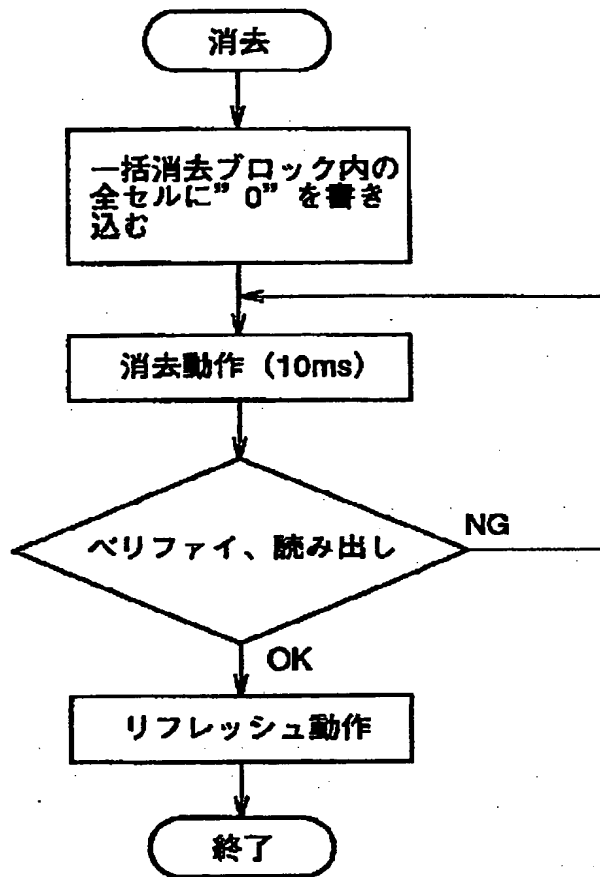 消去
一括消去ブロック内の
全セルに”0”を書き
込む
消去動作（10ms）
ベリファイ、読み出し
NG
OK
リフレッシュ動作
終了